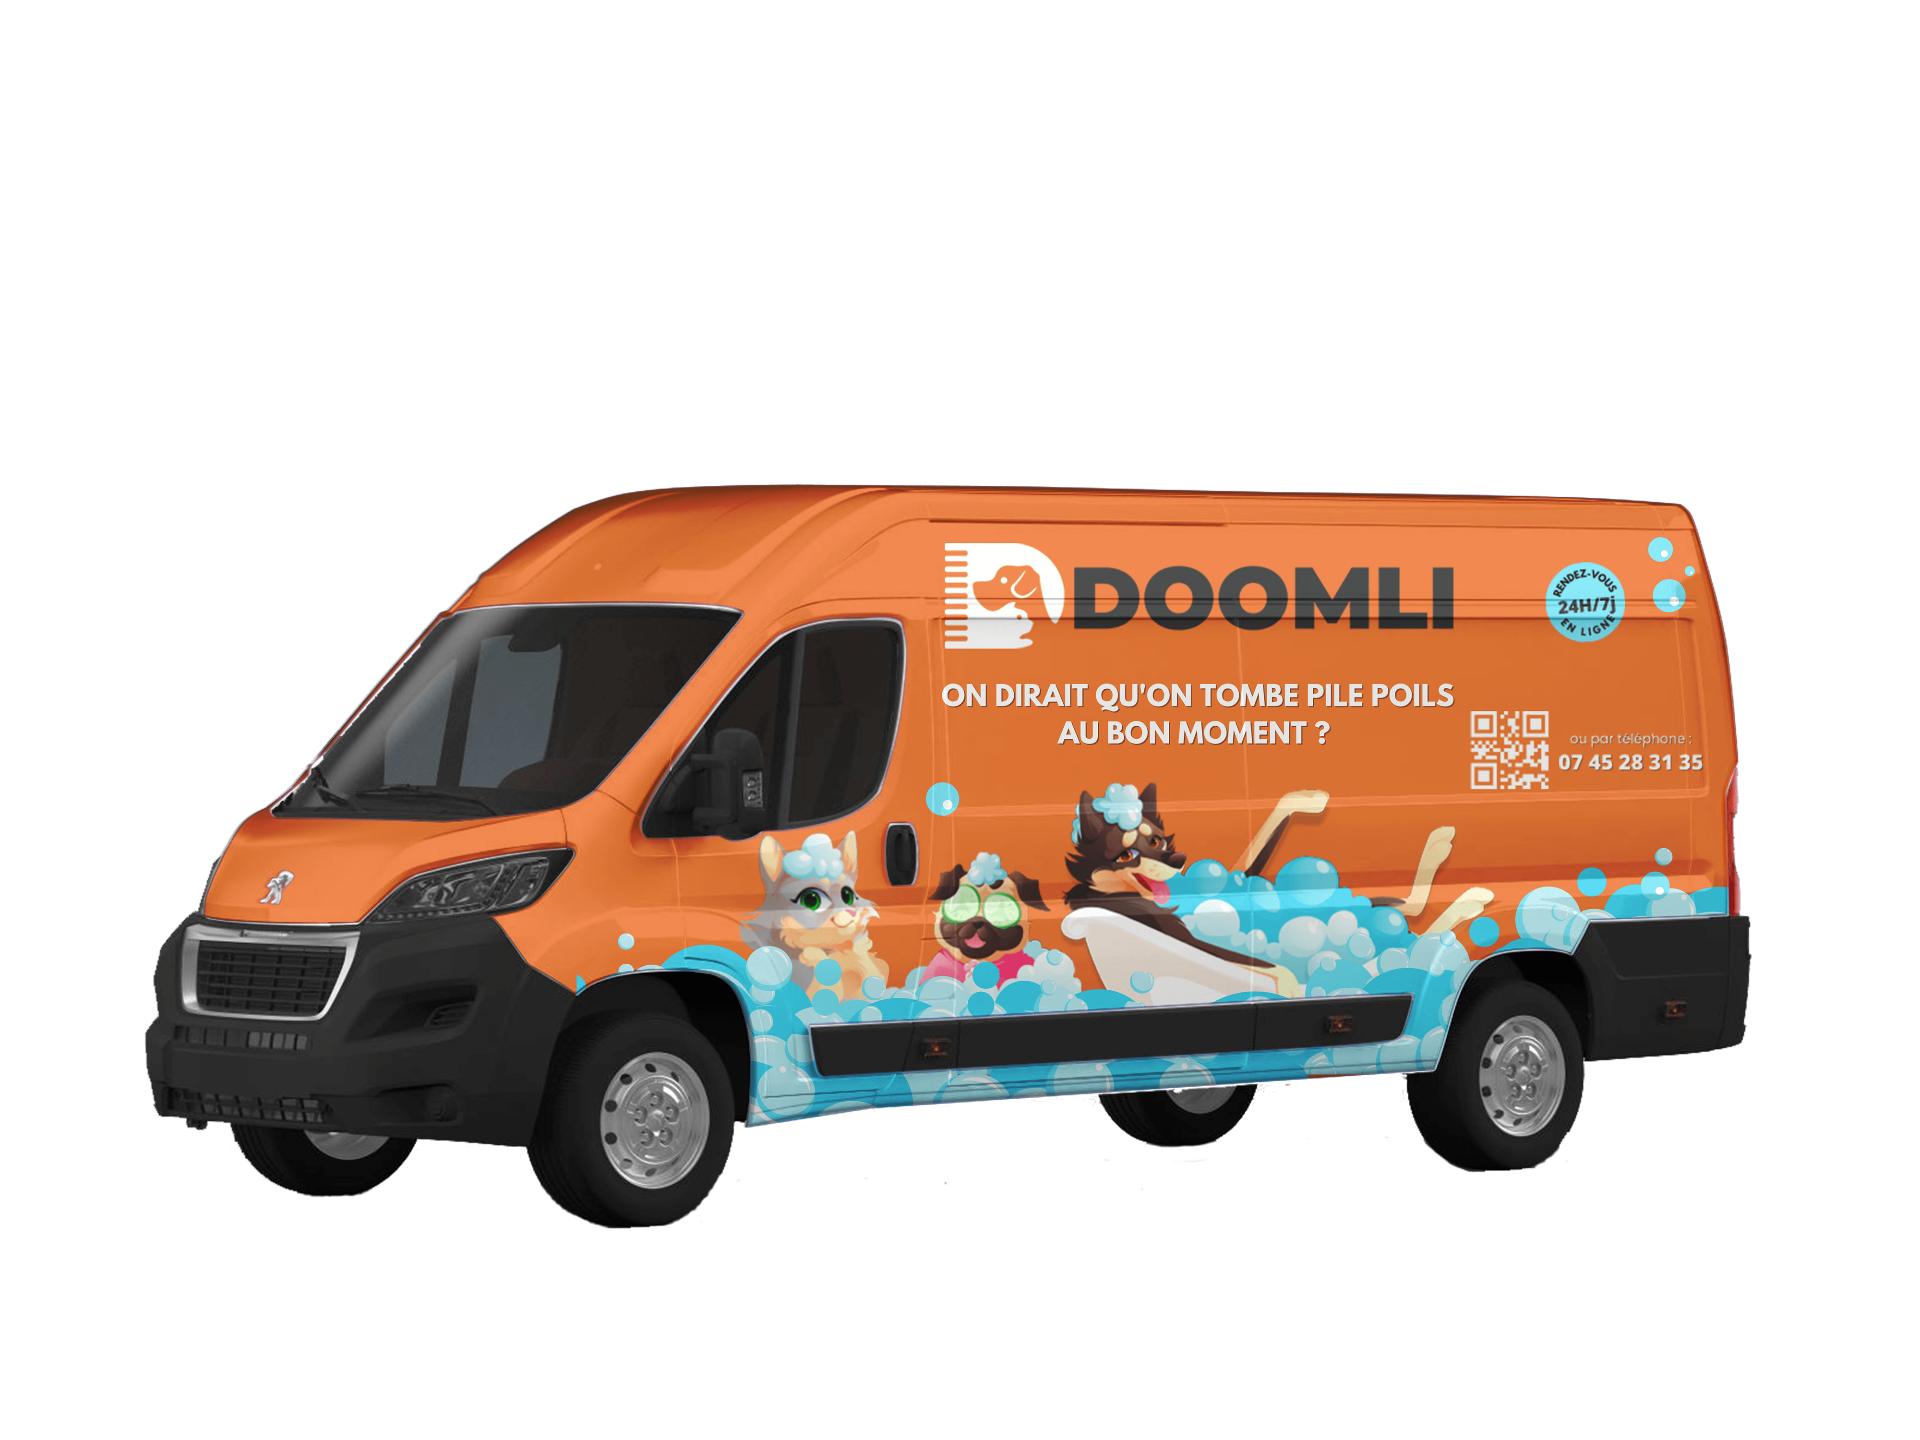 DOOMLI
RENDEZ-VOUS
24H/7j
EN LIGNE
ON DIRAIT QU'ON TOMBE PILE POILS
AU BON MOMENT ?
ou par téléphone :
07 45 28 31 35